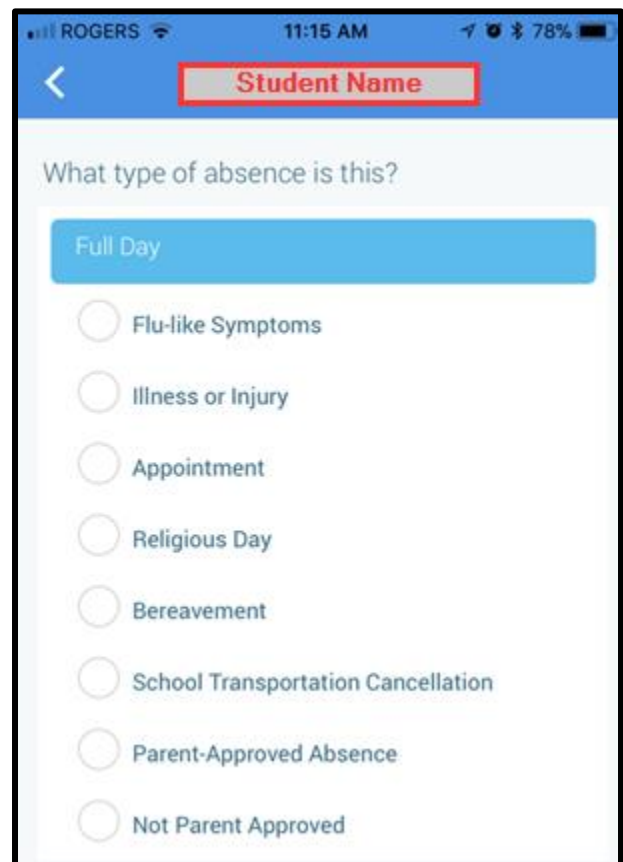 ROGERS 11:15 AM 78%
Student Name
What type of absence is this?
Full Day
Flu-like Symptoms
Illness or Injury
Appointment
Religious Day
Bereavement
School Transportation Cancellation
Parent-Approved Absence
Not Parent Approved